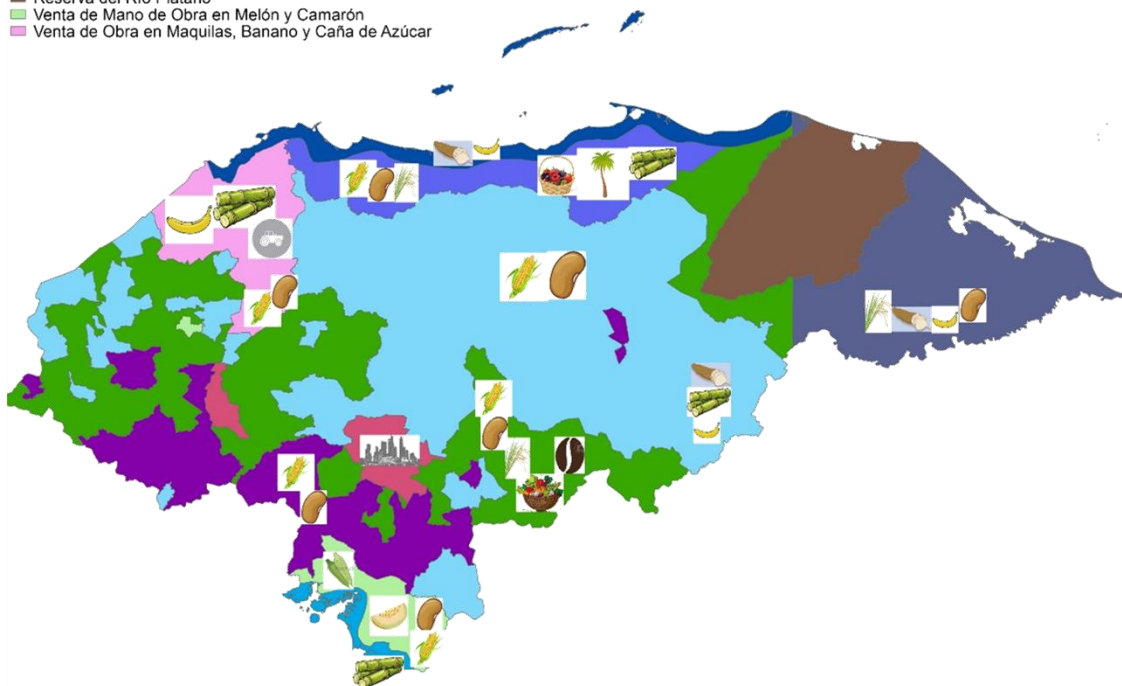 Reserva del Río Plátano
Venta de Mano de Obra en Melón y Camarón
Venta de Obra en Maquilas, Banano y Caña de Azúcar